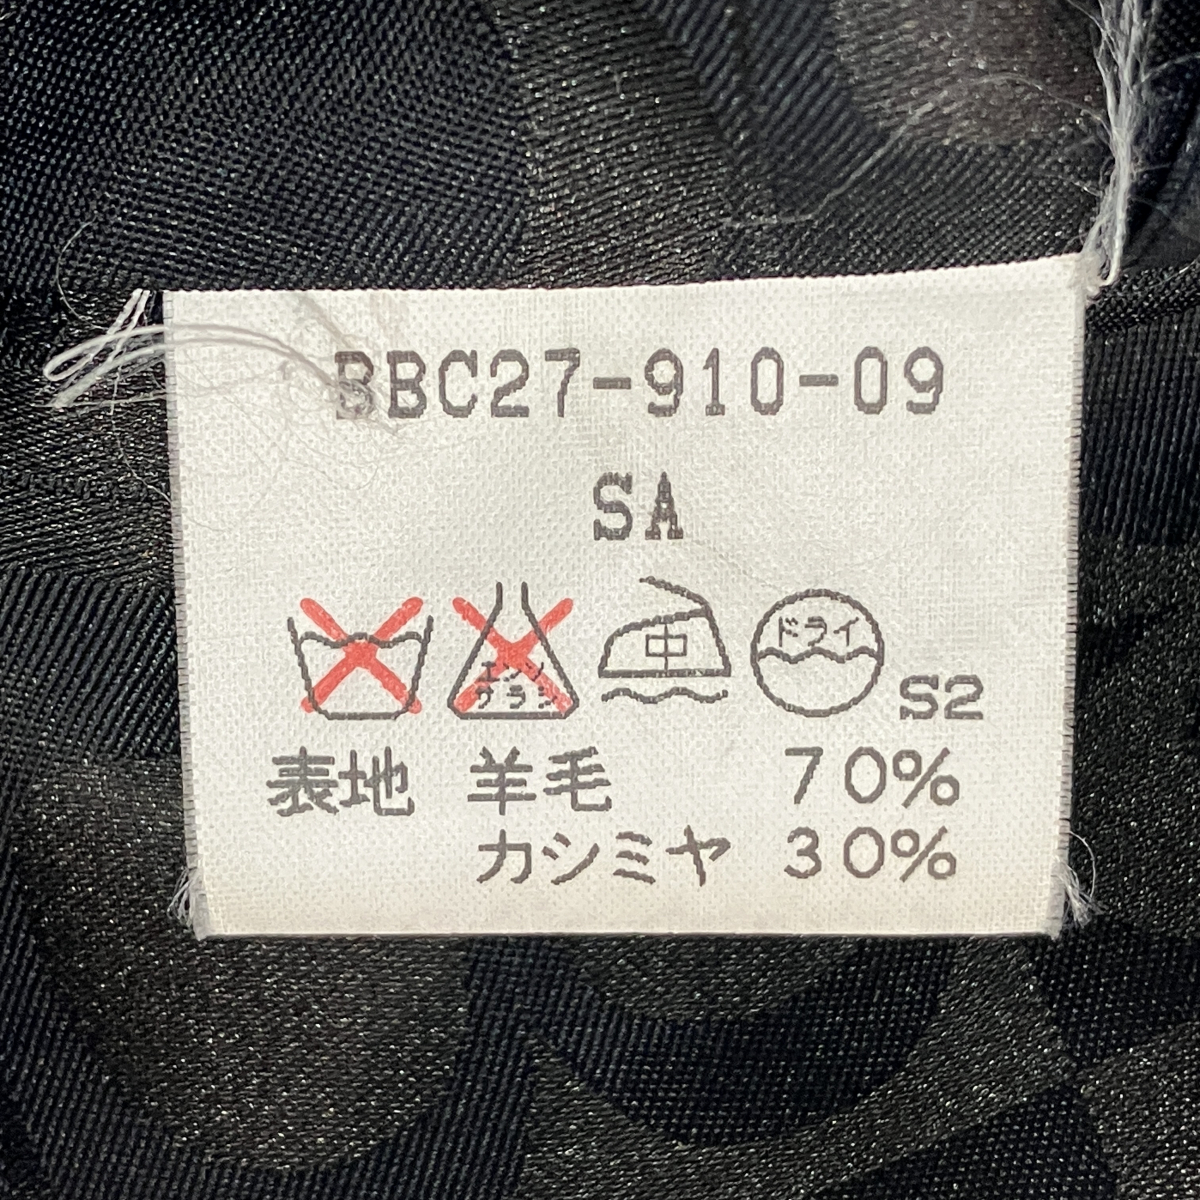 BBC27-910-09
SA
エンソ
サラシ
中
ドライ
S2
表地 羊毛 70%
カシミヤ 30%